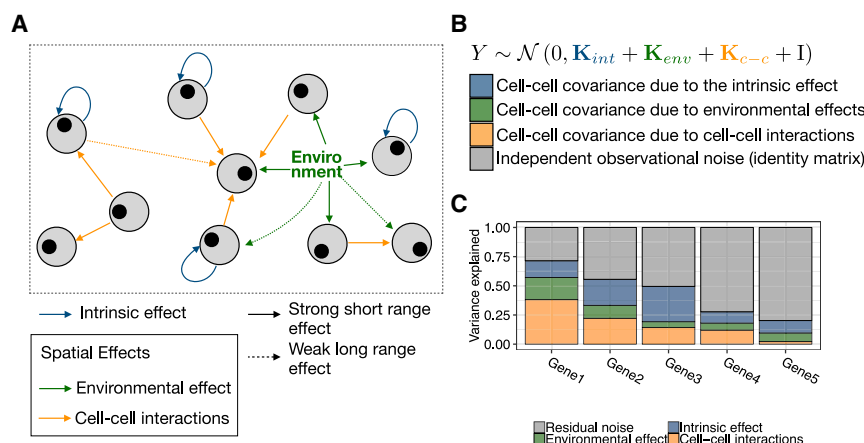 A
Enviro
nment
Intrinsic effect
Strong short range
effect
Weak long range
effect
Spatial Effects
Environmental effect
Cell-cell interactions
B
Y ∼ 𝒩 (0, K_int + K_env + K_c−c + I)
Cell-cell covariance due to the intrinsic effect
Cell-cell covariance due to environmental effects
Cell-cell covariance due to cell-cell interactions
Independent observational noise (identity matrix)
C
Variance explained
1.00
0.75
0.50
0.25
0.00
Gene1
Gene2
Gene3
Gene4
Gene5
Residual noise
Intrinsic effect
Environmental effect
Cell−cell interactions